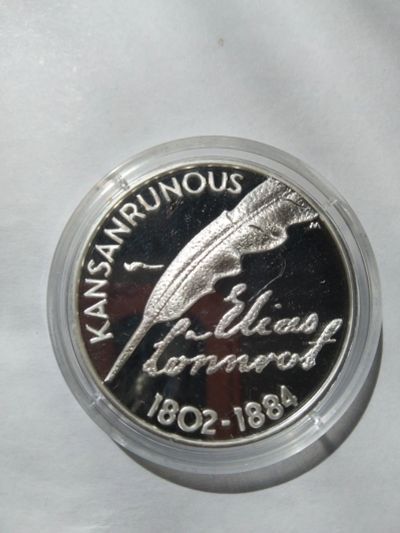 KANSANRUNOUS
Elias
Lönnrot
1802-1884